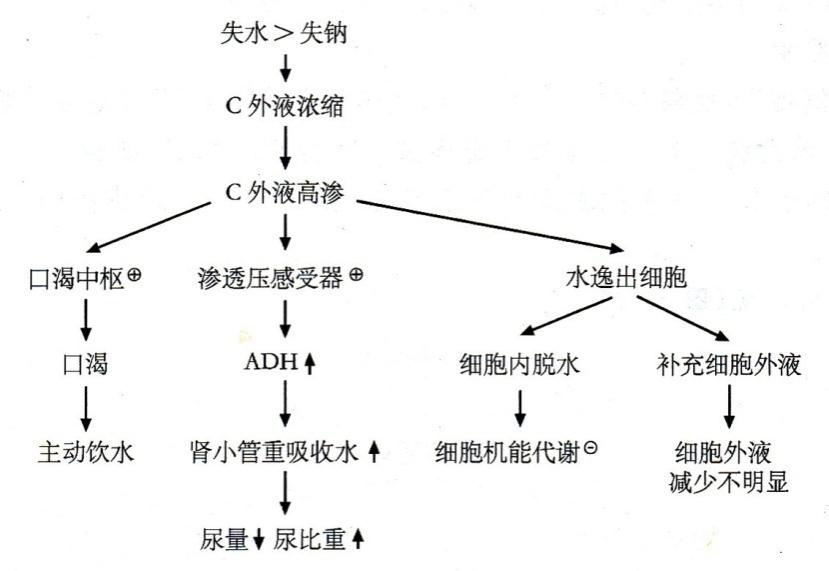 失水＞失钠
C外液浓缩
C外液高渗
口渴中枢⊕ 渗透压感受器⊕ 水逸出细胞
口渴 ADH↑ 细胞内脱水 补充细胞外液
主动饮水 肾小管重吸收水↑ 细胞机能代谢⊖ 细胞外液
减少不明显
尿量↓尿比重↑